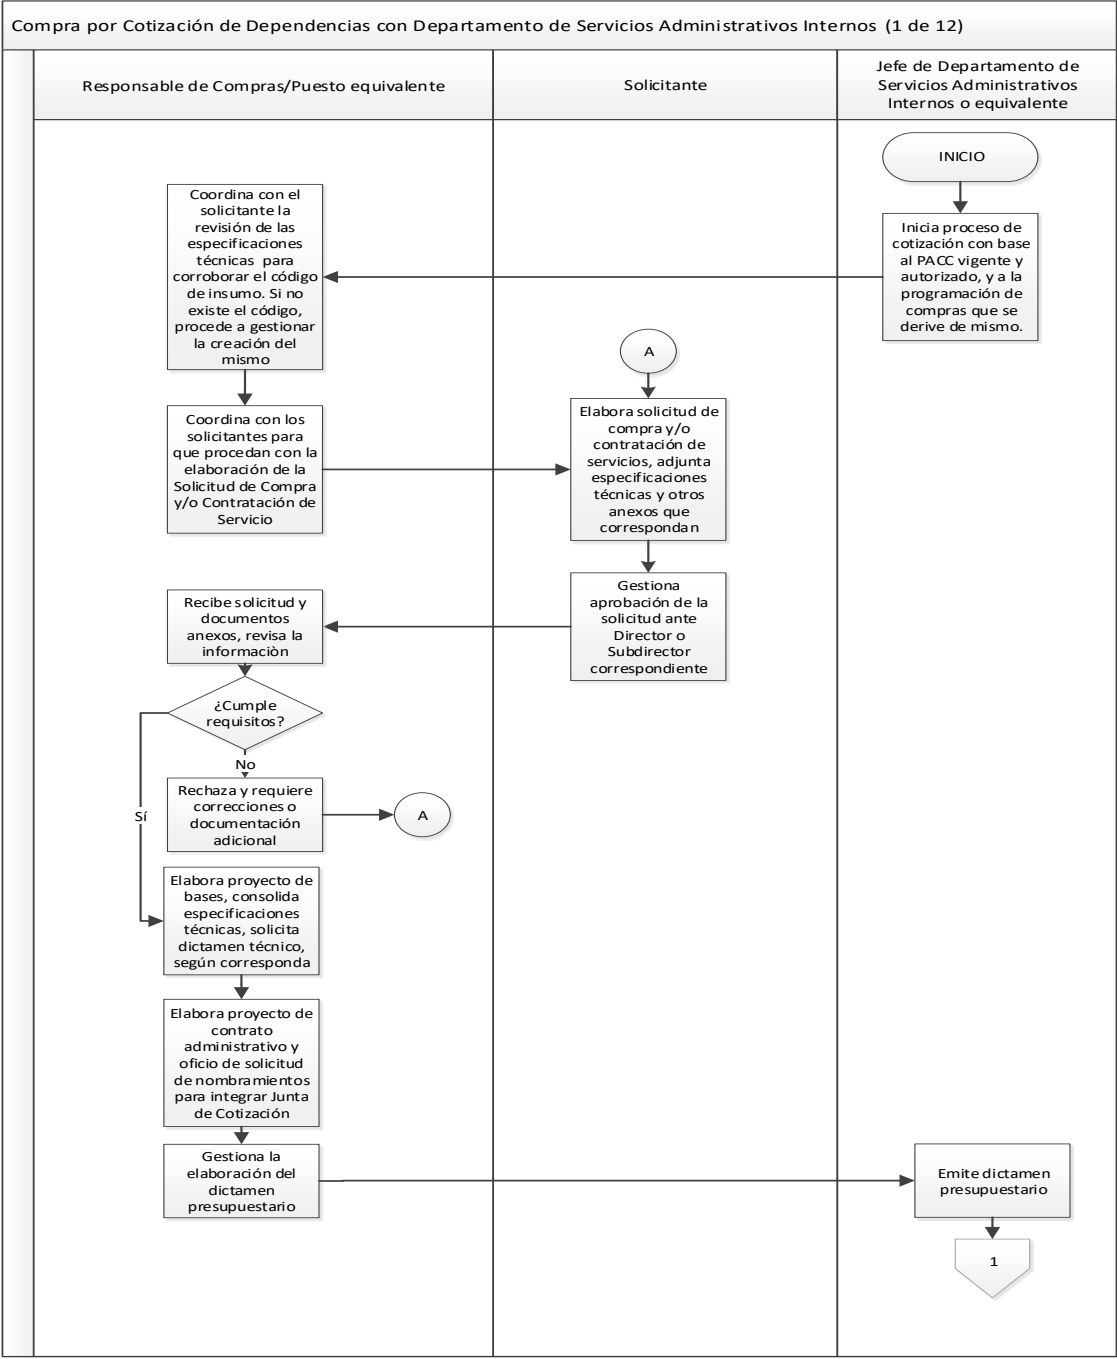 Compra por Cotización de Dependencias con Departamento de Servicios Administrativos Internos (1 de 12)
Responsable de Compras/Puesto equivalente
Solicitante
Jefe de Departamento de
Servicios Administrativos
Internos o equivalente
INICIO
Inicia proceso de
cotización con base
al PACC vigente y
autorizado, y a la
programación de
compras que se
derive de mismo.
Coordina con el
solicitante la
revisión de las
especificaciones
técnicas para
corroborar el código
de insumo. Si no
existe el código,
procede a gestionar
la creación del
mismo
Coordina con los
solicitantes para
que procedan con la
elaboración de la
Solicitud de Compra
y/o Contratación de
Servicio
A
Elabora solicitud de
compra y/o
contratación de
servicios, adjunta
especificaciones
técnicas y otros
anexos que
correspondan
Gestiona
aprobación de la
solicitud ante
Director o
Subdirector
correspondiente
Recibe solicitud y
documentos
anexos, revisa la
informaciòn
¿Cumple
requisitos?
No
Sí
Rechaza y requiere
correcciones o
documentación
adicional
A
Elabora proyecto de
bases, consolida
especificaciones
técnicas, solicita
dictamen técnico,
según corresponda
Elabora proyecto de
contrato
administrativo y
oficio de solicitud
de nombramientos
para integrar Junta
de Cotización
Gestiona la
elaboración del
dictamen
presupuestario
Emite dictamen
presupuestario
1